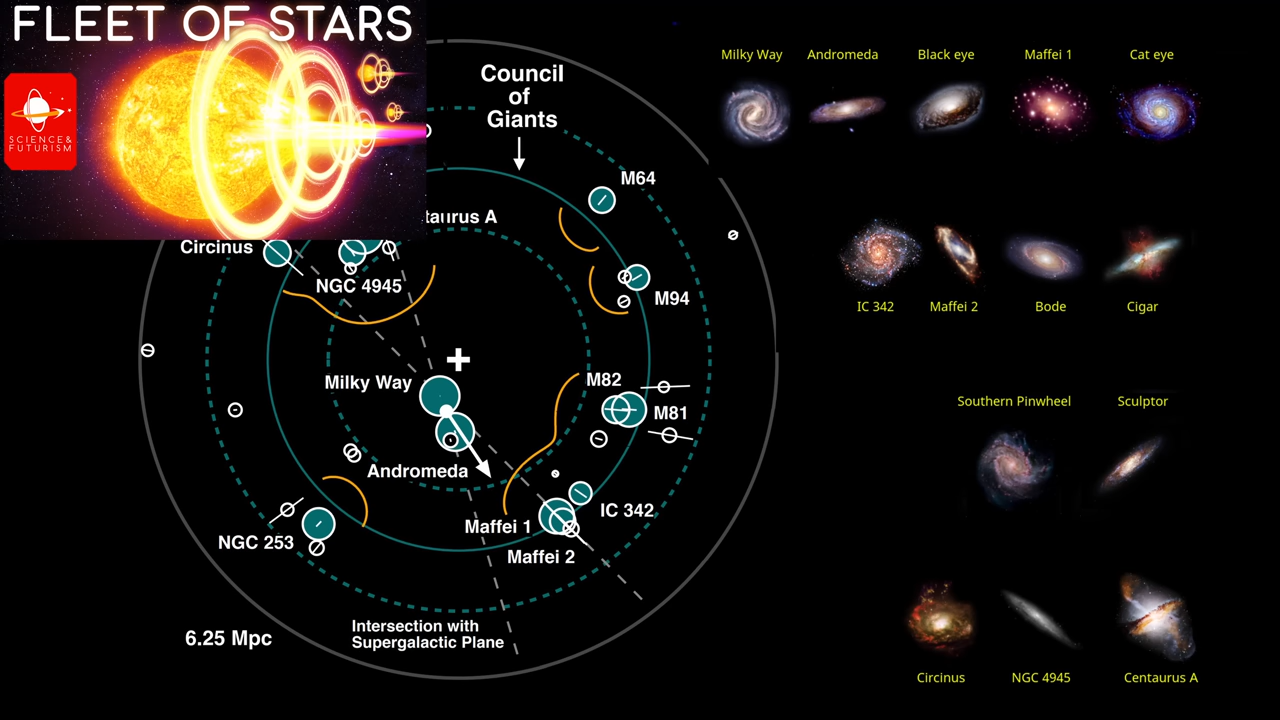 FLEET OF STARS
SCIENCE&
FUTURISM
Council
of
Giants
M64
taurus A
Circinus
NGC 4945
M94
Milky Way
M82
M81
Andromeda
IC 342
Maffei 1
NGC 253
Maffei 2
Intersection with
Supergalactic Plane
6.25 Mpc
Milky Way Andromeda Black eye Maffei 1 Cat eye
IC 342 Maffei 2 Bode Cigar
Southern Pinwheel Sculptor
Circinus NGC 4945 Centaurus A